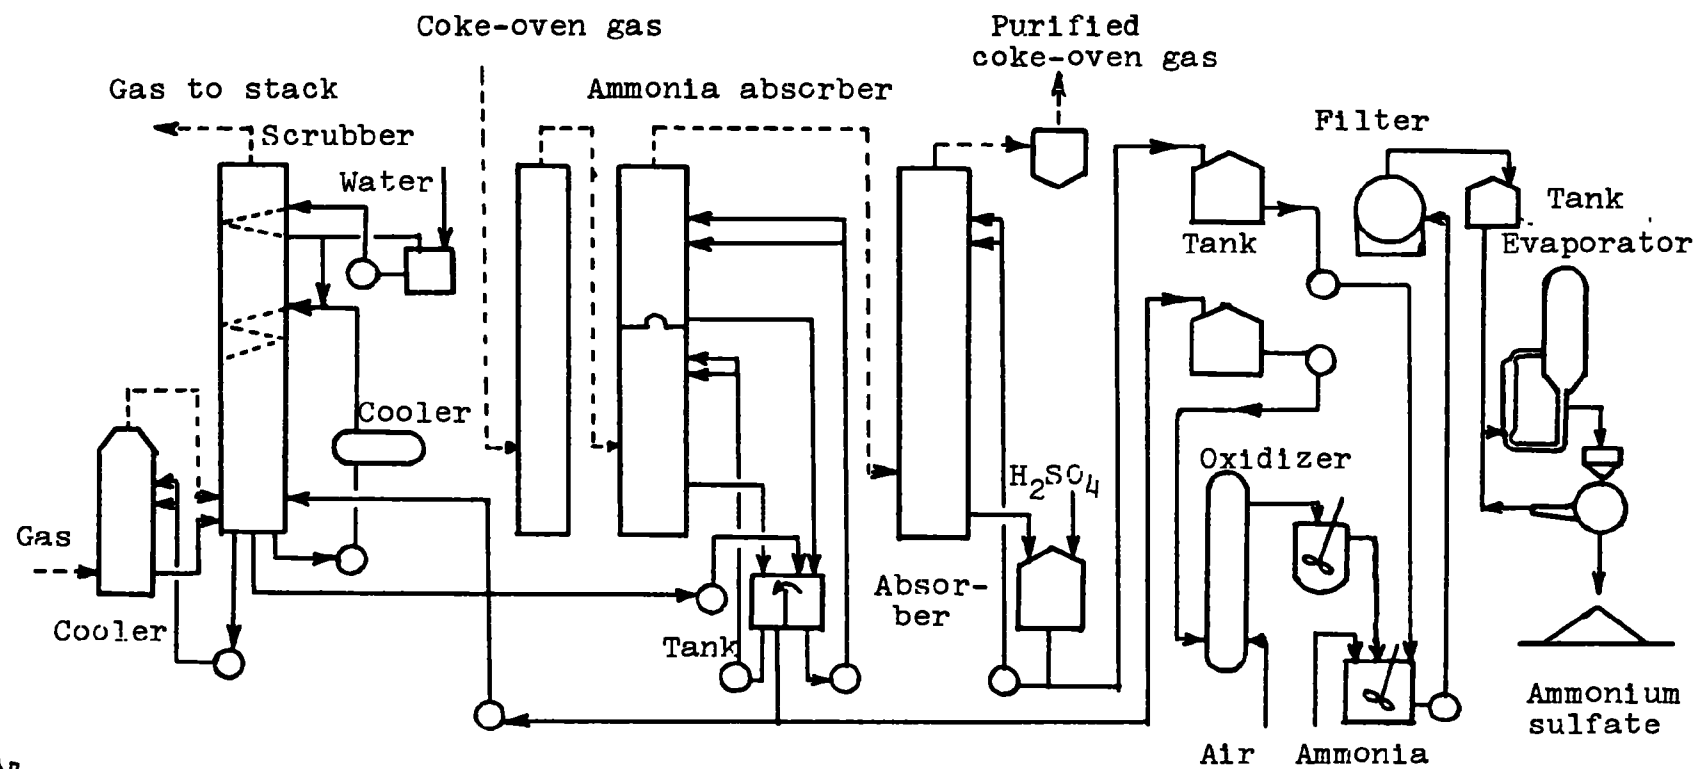 Coke-oven gas
Purified
coke-oven gas
Gas to stack
Ammonia absorber
Scrubber
Filter
Water
Tank
Tank
Evaporator
Cooler
Oxidizer
H₂SO₄
Gas
Absor-
ber
Cooler
Tank
Ammonium
sulfate
Air
Ammonia